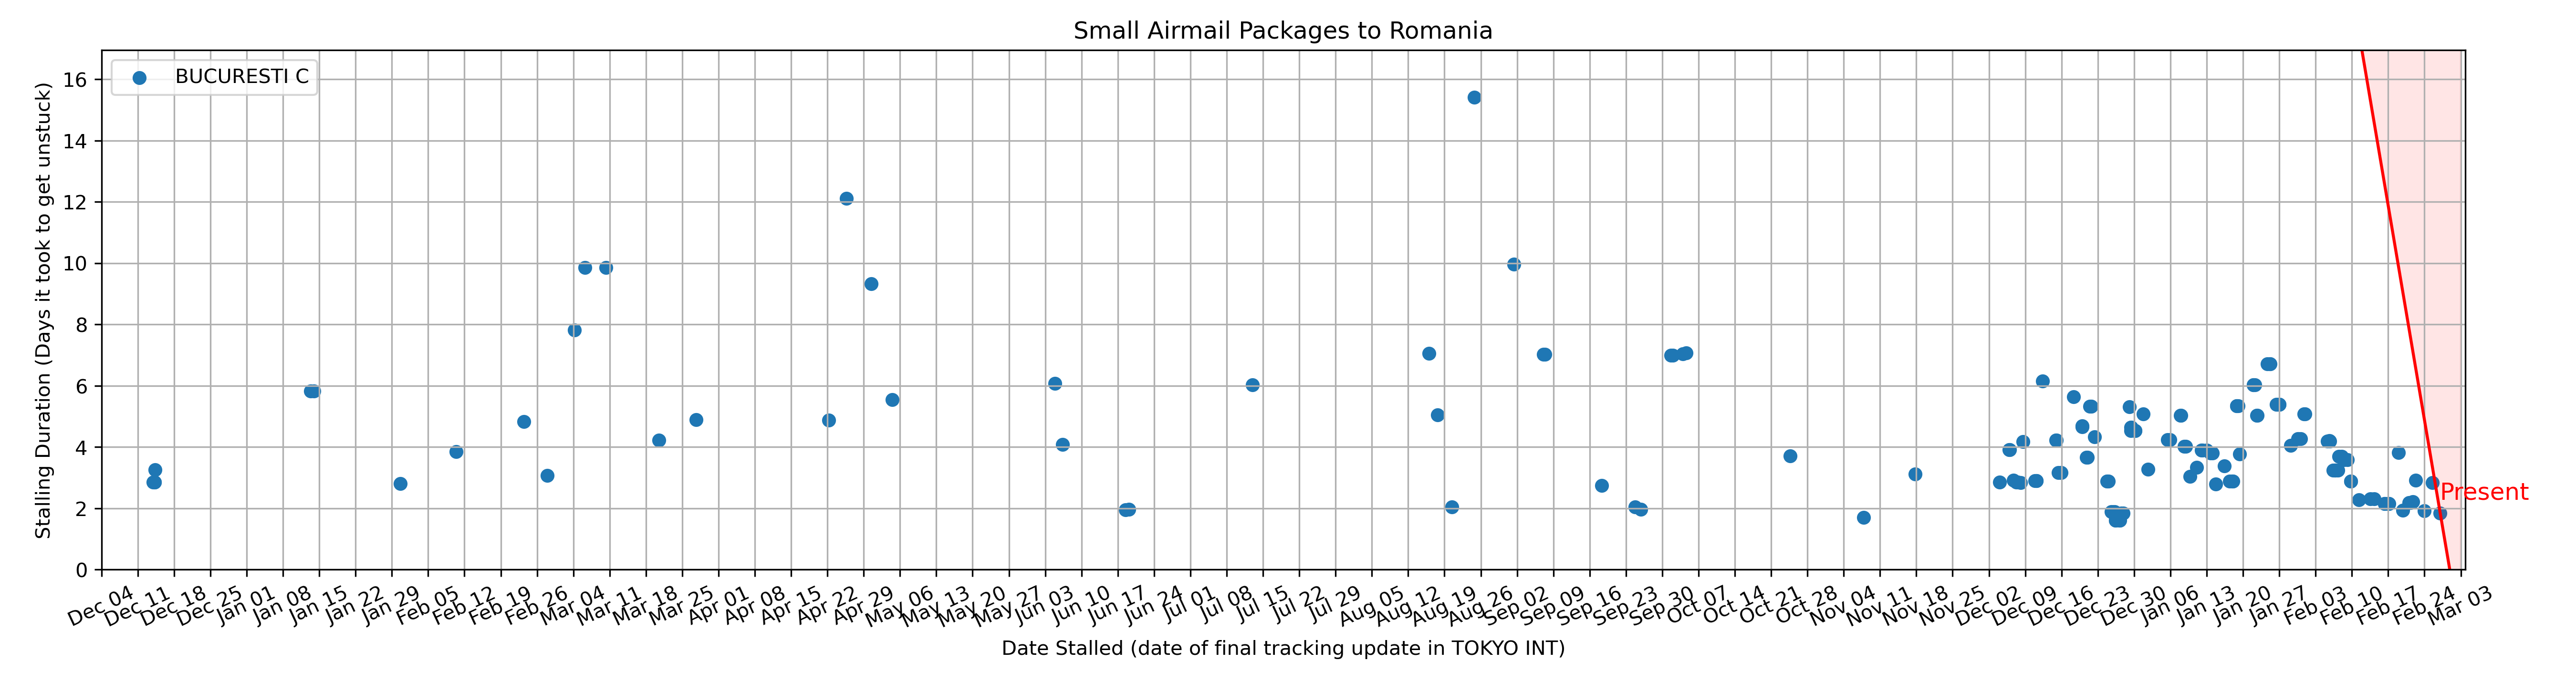 Small Airmail Packages to Romania
BUCURESTI C
Stalling Duration (Days it took to get unstuck)
16
14
12
10
8
6
4
2
0
Present
Dec 04
Dec 11
Dec 18
Dec 25
Jan 01
Jan 08
Jan 15
Jan 22
Jan 29
Feb 05
Feb 12
Feb 19
Feb 26
Mar 04
Mar 11
Mar 18
Mar 25
Apr 01
Apr 08
Apr 15
Apr 22
Apr 29
May 06
May 13
May 20
May 27
Jun 03
Jun 10
Jun 17
Jun 24
Jul 01
Jul 08
Jul 15
Jul 22
Jul 29
Aug 05
Aug 12
Aug 19
Aug 26
Sep 02
Sep 09
Sep 16
Sep 23
Sep 30
Oct 07
Oct 14
Oct 21
Oct 28
Nov 04
Nov 11
Nov 18
Nov 25
Dec 02
Dec 09
Dec 16
Dec 23
Dec 30
Jan 06
Jan 13
Jan 20
Jan 27
Feb 03
Feb 10
Feb 17
Feb 24
Mar 03
Date Stalled (date of final tracking update in TOKYO INT)